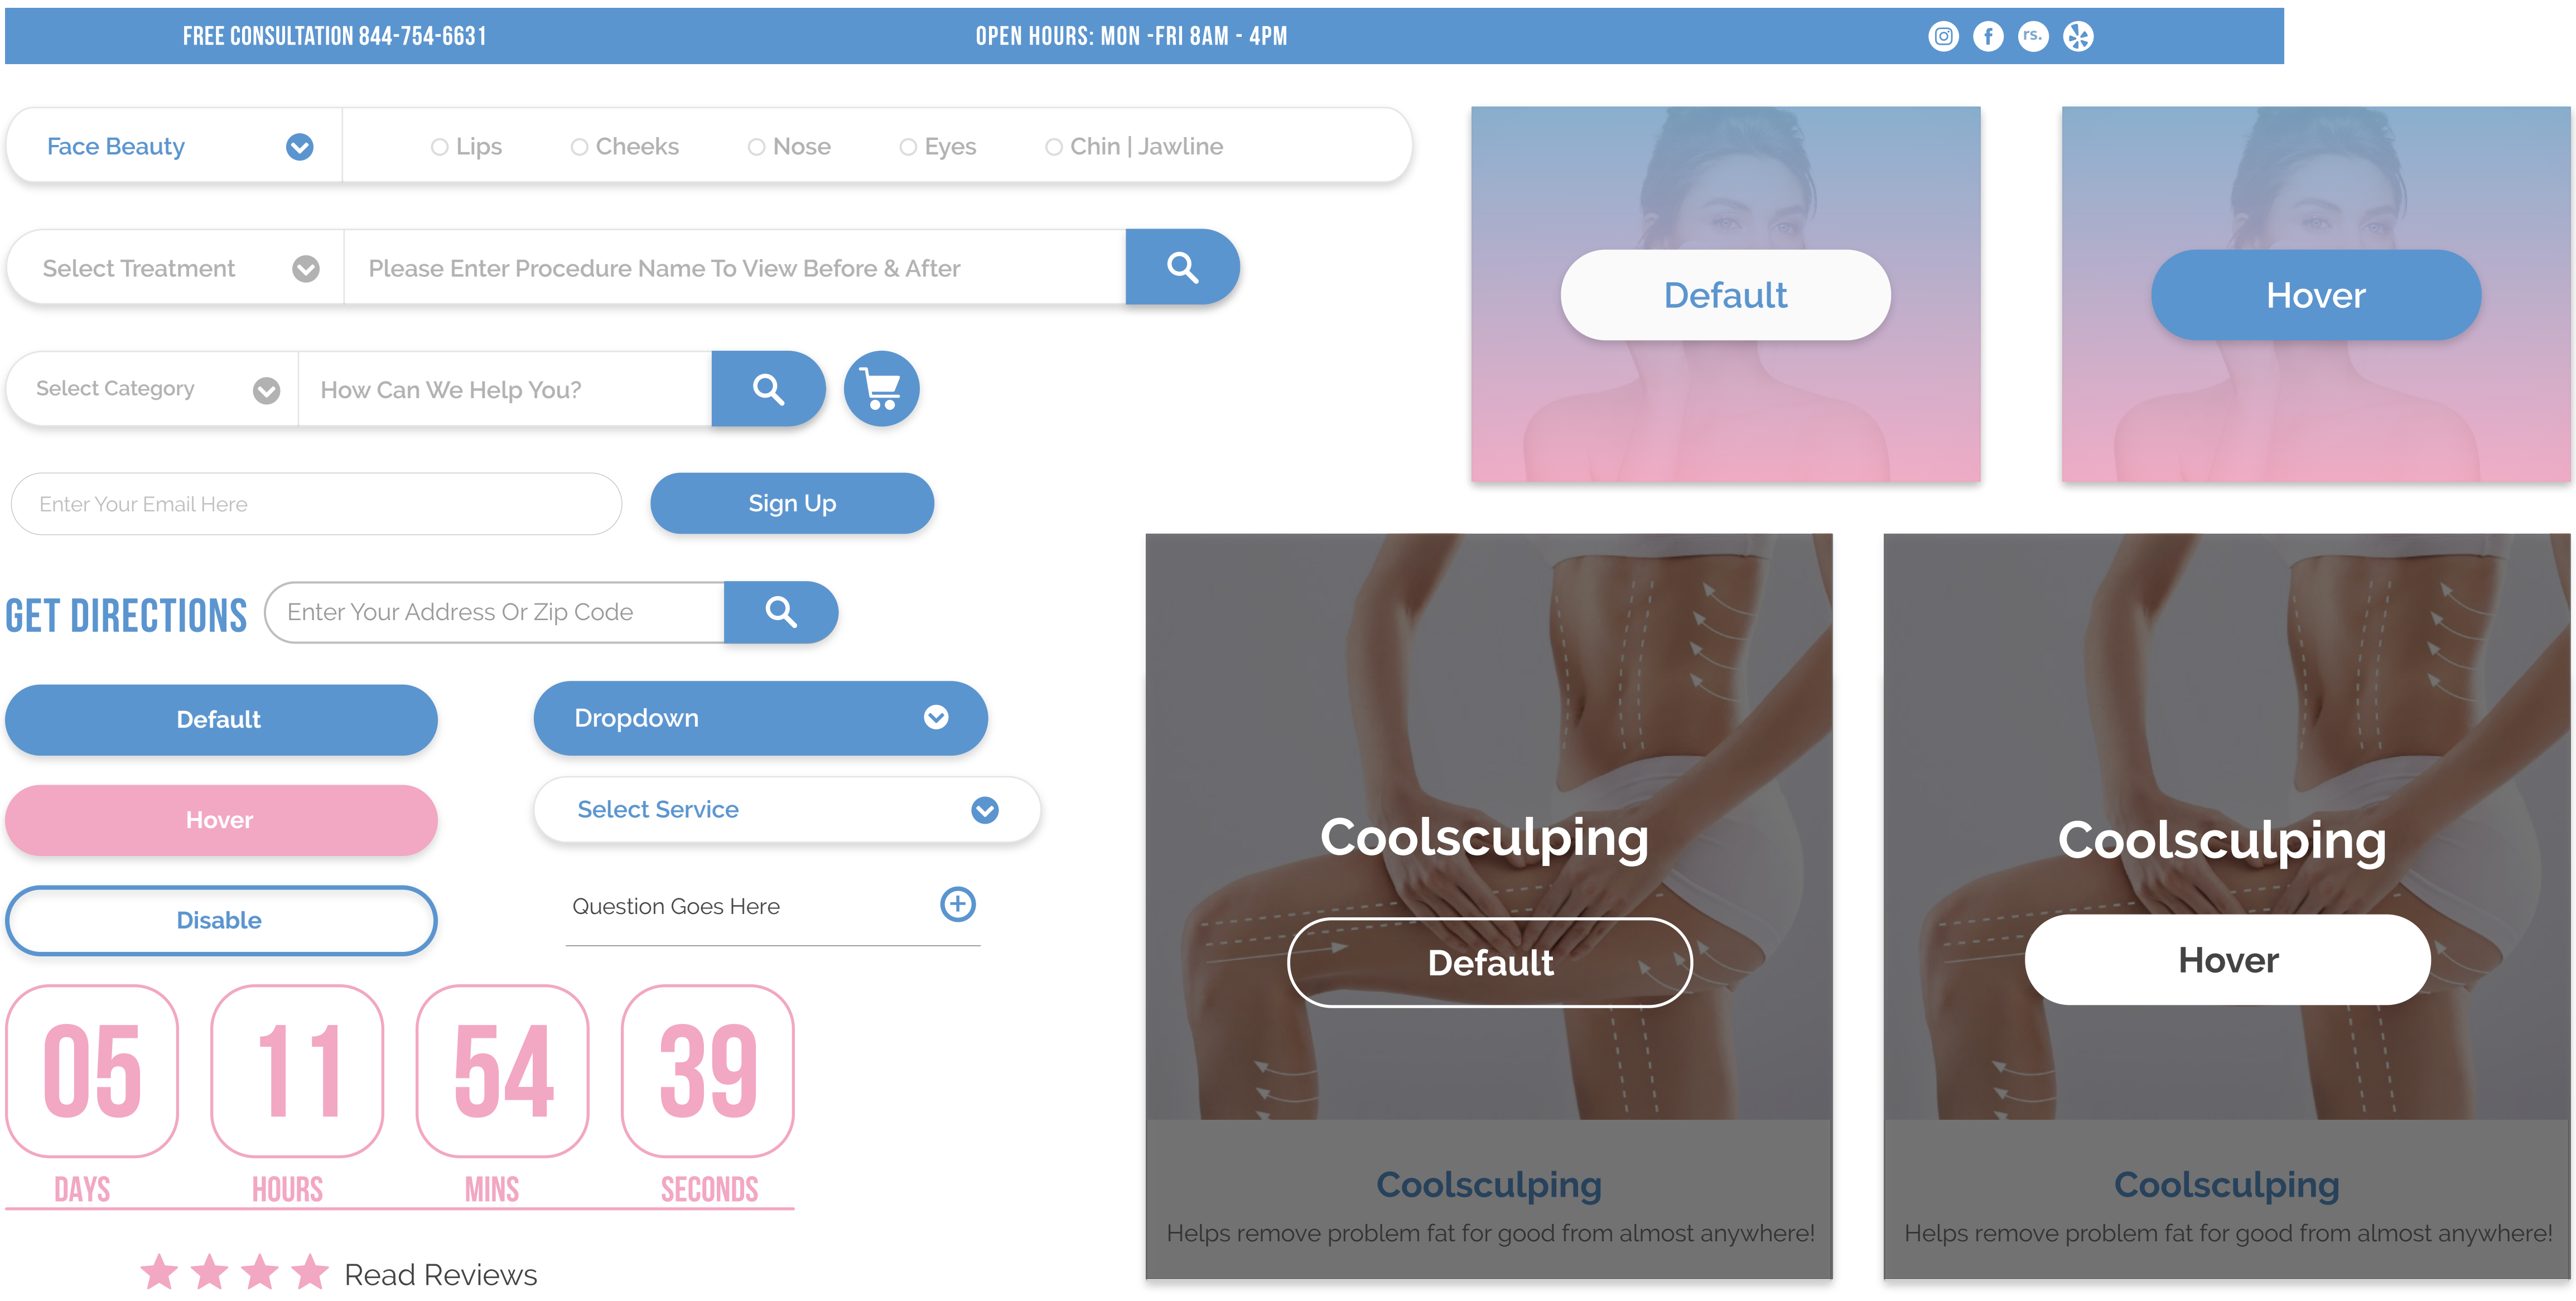 FREE CONSULTATION 844-754-6631
OPEN HOURS: MON -FRI 8AM - 4PM
rs.
Face Beauty
Lips
Cheeks
Nose
Eyes
Chin | Jawline
Select Treatment
Please Enter Procedure Name To View Before & After
Select Category
How Can We Help You?
Enter Your Email Here
Sign Up
GET DIRECTIONS
Enter Your Address Or Zip Code
Default
Dropdown
Hover
Select Service
Disable
Question Goes Here
05
11
54
39
DAYS
HOURS
MINS
SECONDS
Read Reviews
Default
Hover
Coolsculping
Default
Coolsculping
Helps remove problem fat for good from almost anywhere!
Coolsculping
Hover
Coolsculping
Helps remove problem fat for good from almost anywhere!